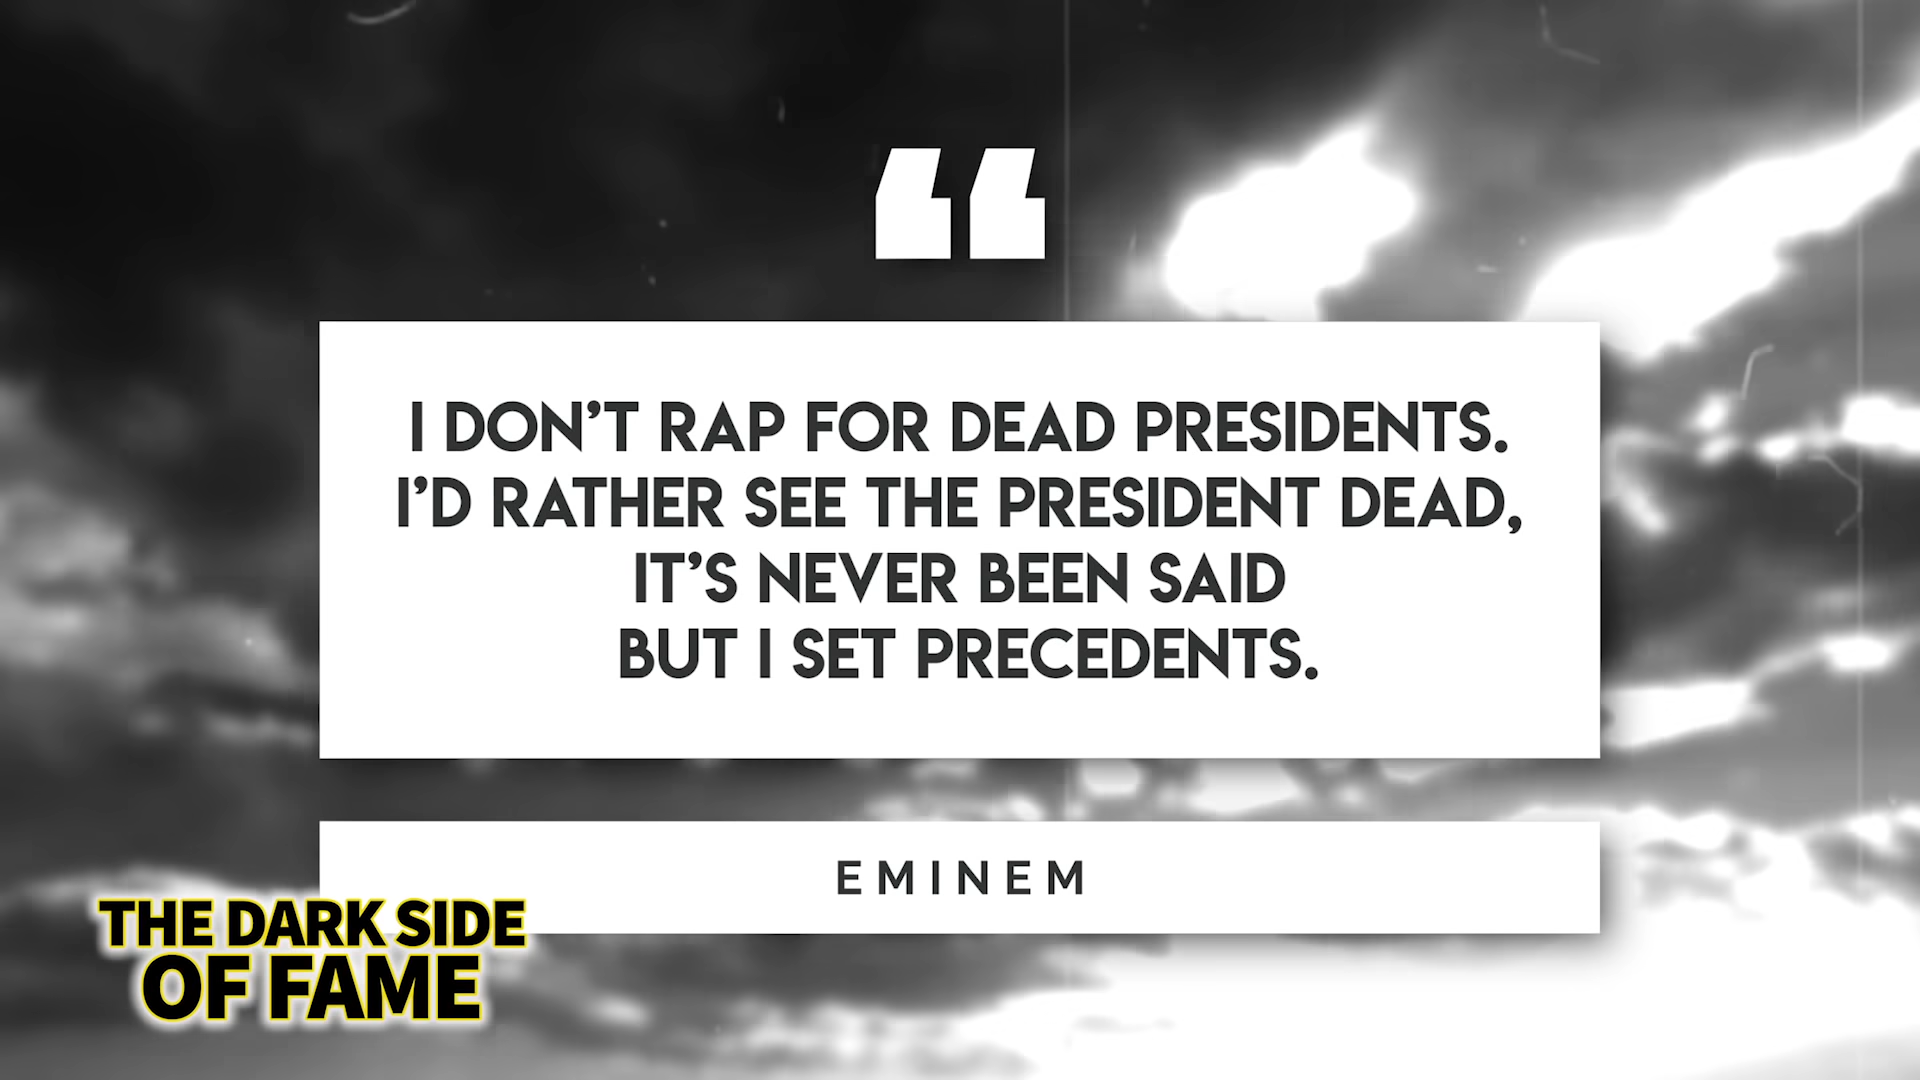 “
I DON’T RAP FOR DEAD PRESIDENTS.
I’D RATHER SEE THE PRESIDENT DEAD,
IT’S NEVER BEEN SAID
BUT I SET PRECEDENTS.
EMINEM
THE DARK SIDE
OF FAME